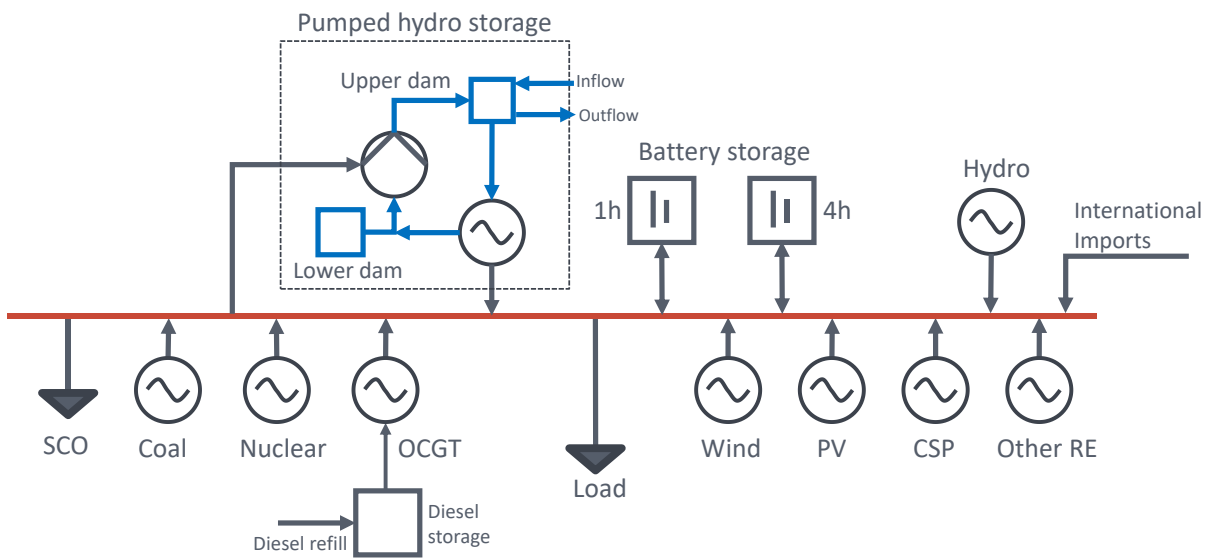 Pumped hydro storage
Upper dam
Inflow
Outflow
Lower dam
Battery storage
1h
4h
Hydro
International
Imports
SCO
Coal
Nuclear
OCGT
Load
Wind
PV
CSP
Other RE
Diesel
storage
Diesel refill